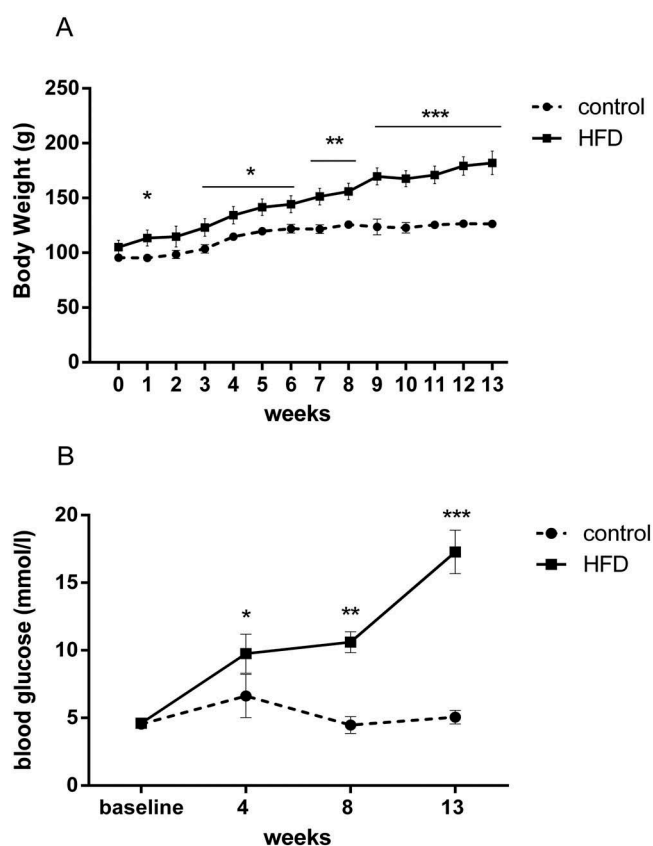 A
Body Weight (g)
250
200
150
100
50
0
*
*
**
***
control
HFD
0 1 2 3 4 5 6 7 8 9 10 11 12 13
weeks
B
blood glucose (mmol/l)
20
15
10
5
0
*
**
***
control
HFD
baseline 4 8 13
weeks